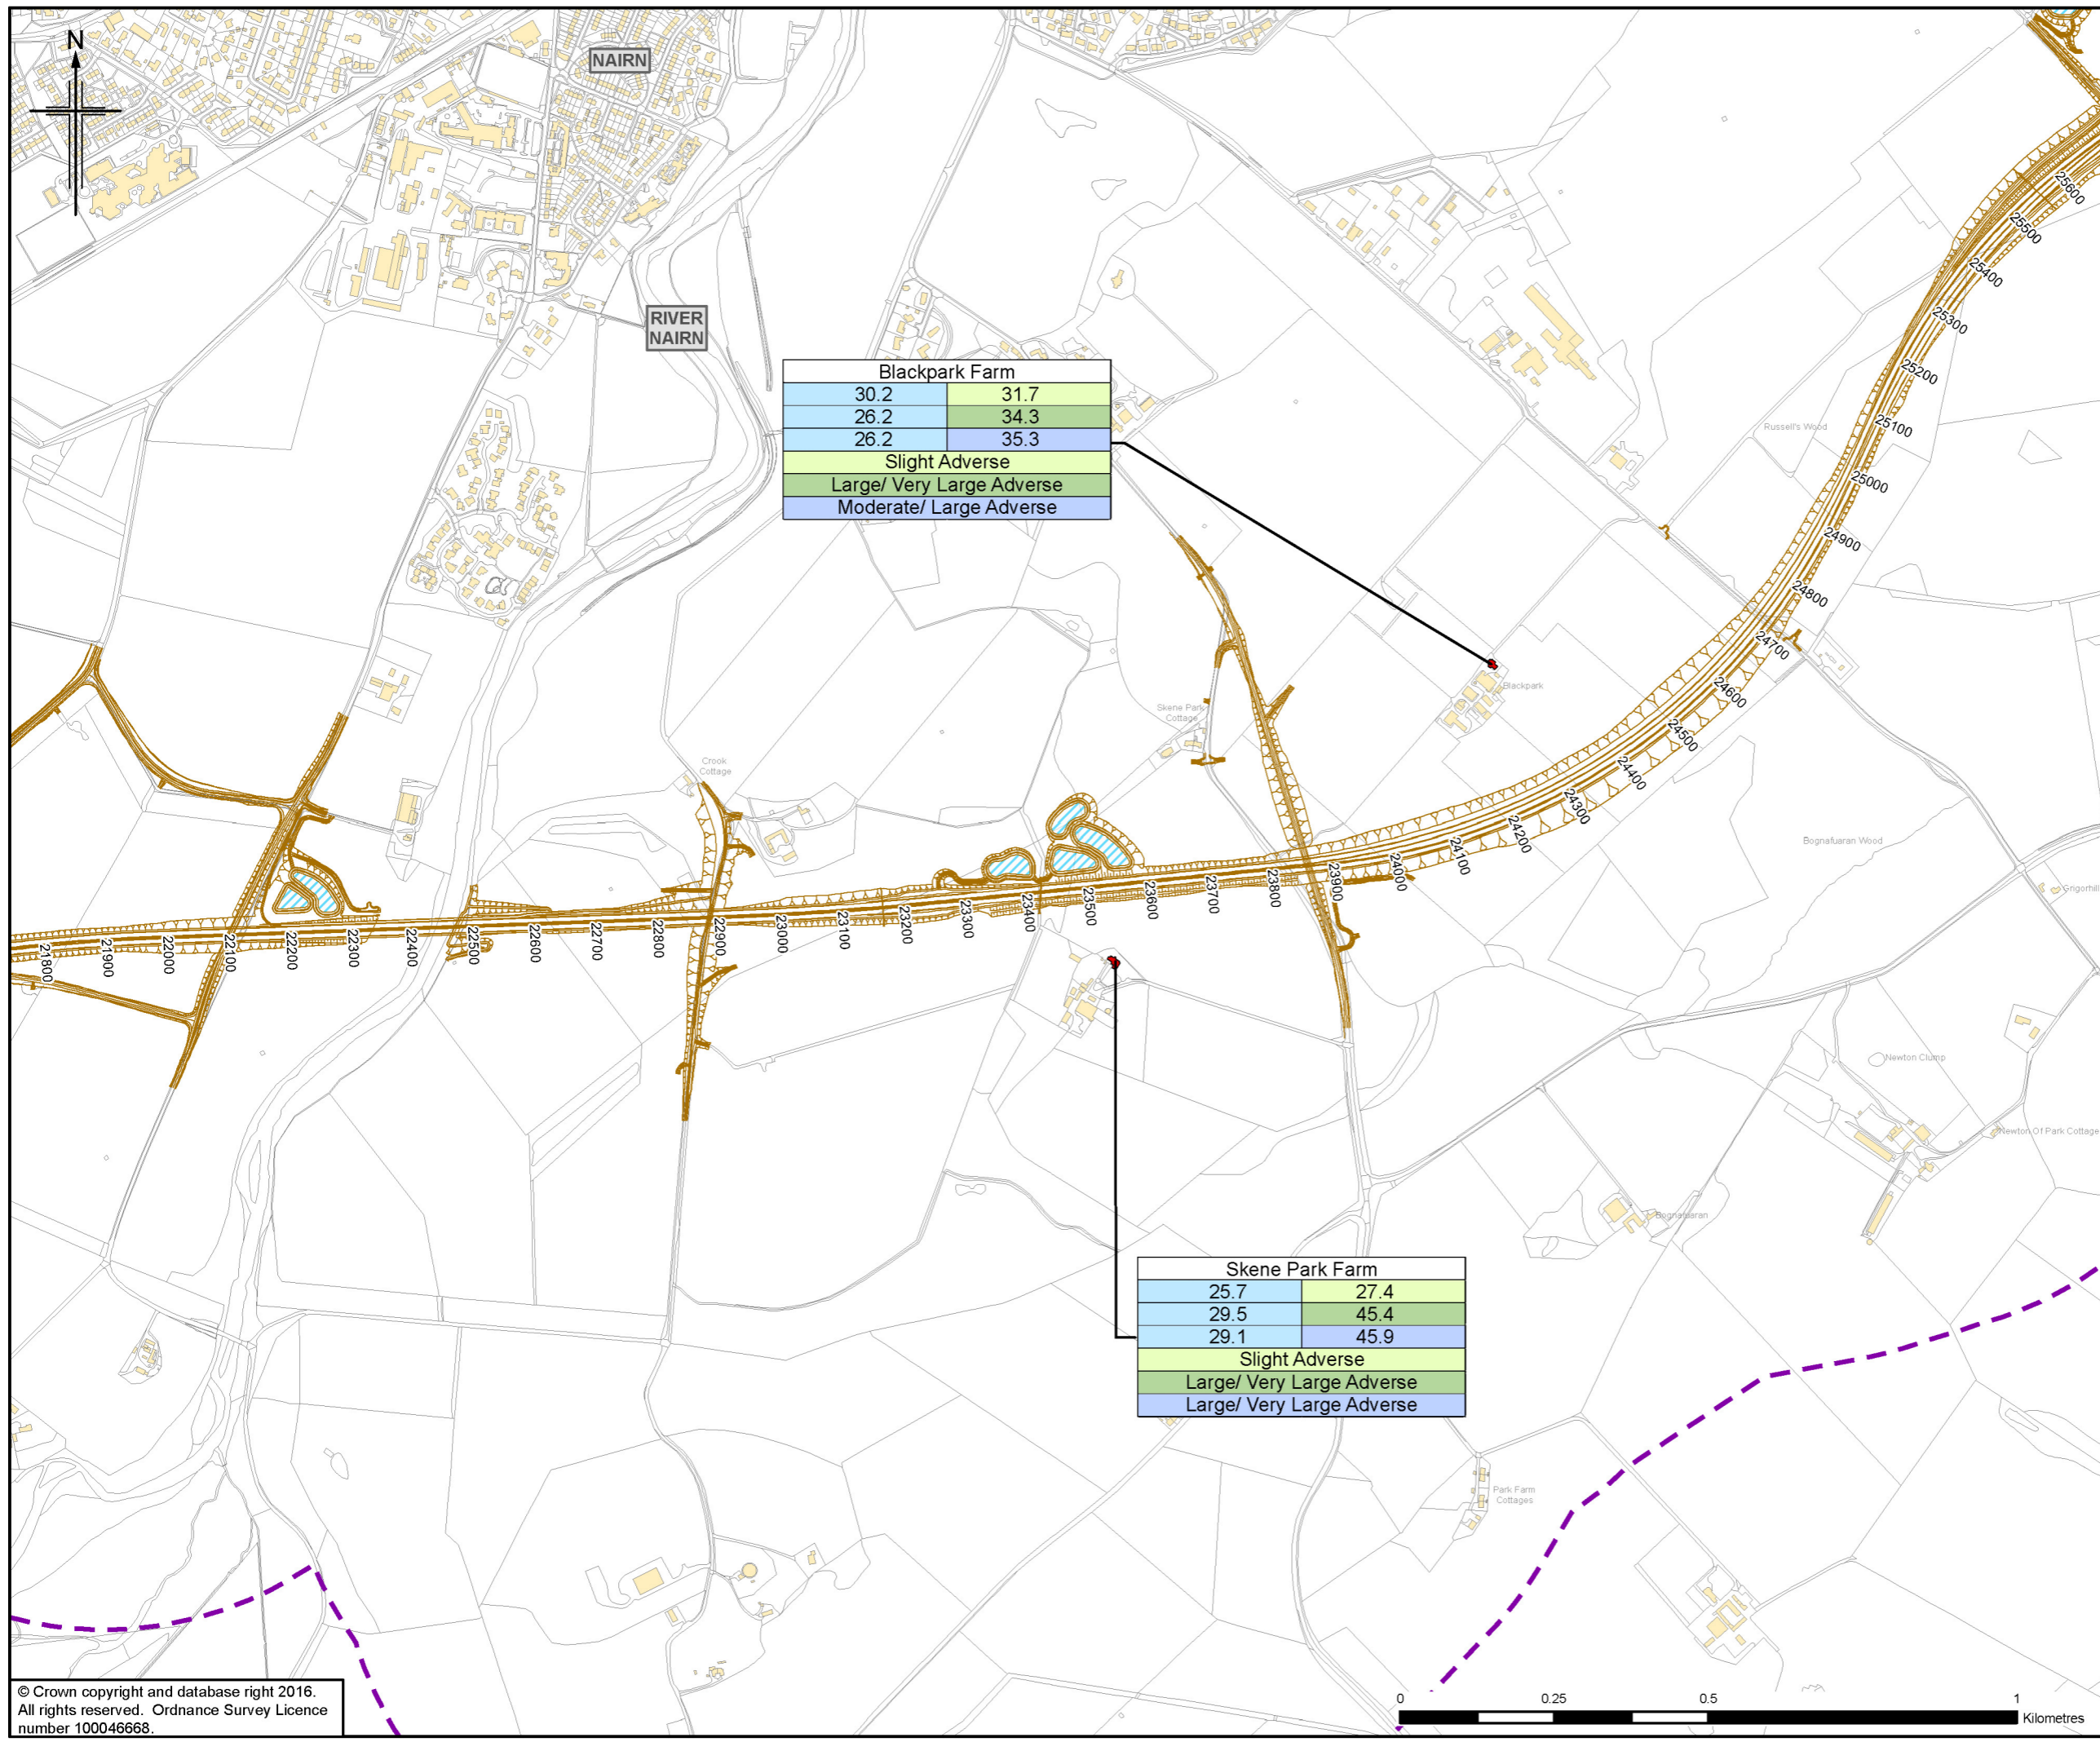 N
NAIRN
RIVER
NAIRN
Blackpark Farm
30.2 31.7
26.2 34.3
26.2 35.3
Slight Adverse
Large/ Very Large Adverse
Moderate/ Large Adverse
25600
25500
25400
25300
25200
25100
25000
24900
24800
24700
24600
24500
24400
24300
24200
24100
24000
23900
23800
23700
23600
23500
23400
23300
23200
23100
23000
22900
22800
22700
22600
22500
22400
22300
22200
22100
22000
21900
21800
Russell's Wood
Blackpark
Skene Park
Cottage
Crook
Cottage
Bognafuaran Wood
Grigorhill
Newton Clump
Newton Of Park Cottage
Bognafuaran
Skene Park Farm
25.7 27.4
29.5 45.4
29.1 45.9
Slight Adverse
Large/ Very Large Adverse
Large/ Very Large Adverse
Park Farm
Cottages
© Crown copyright and database right 2016.
All rights reserved. Ordnance Survey Licence
number 100046668.
0 0.25 0.5 1
Kilometres